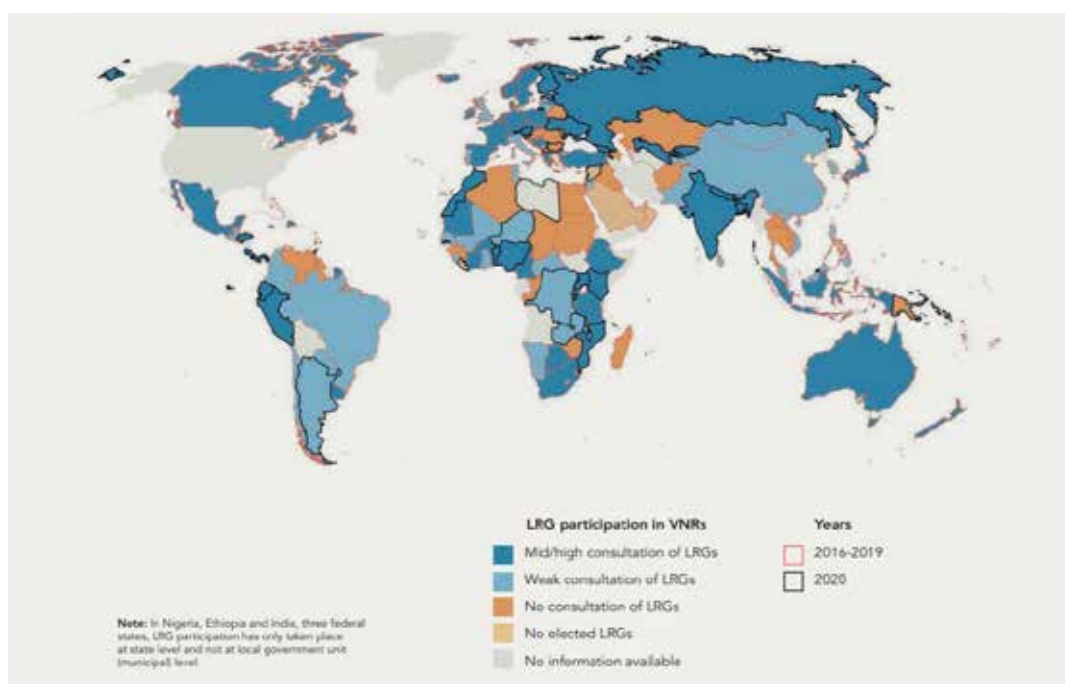 LRG participation in VNRs
Mid/high consultation of LRGs
Weak consultation of LRGs
No consultation of LRGs
No elected LRGs
No information available
Years
2016-2019
2020
Note: In Nigeria, Ethiopia and India, three federal
states, LRG participation has only taken place
at state level and not at local government unit
(municipal) level.